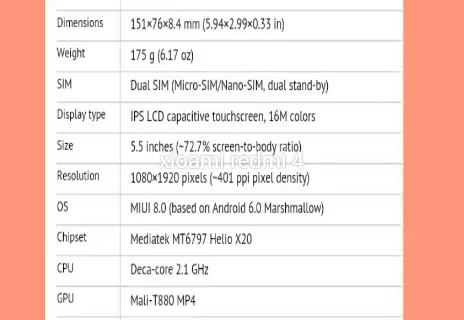 Dimensions 151×76×8.4 mm (5.94×2.99×0.33 in)
Weight 175 g (6.17 oz)
SIM Dual SIM (Micro-SIM/Nano-SIM, dual stand-by)
Display type IPS LCD capacitive touchscreen, 16M colors
Size 5.5 inches (~72.7% screen-to-body ratio)
xioami redmi 4
Resolution 1080×1920 pixels (~401 ppi pixel density)
OS MIUI 8.0 (based on Android 6.0 Marshmallow)
Chipset Mediatek MT6797 Helio X20
CPU Deca-core 2.1 GHz
GPU Mali-T880 MP4